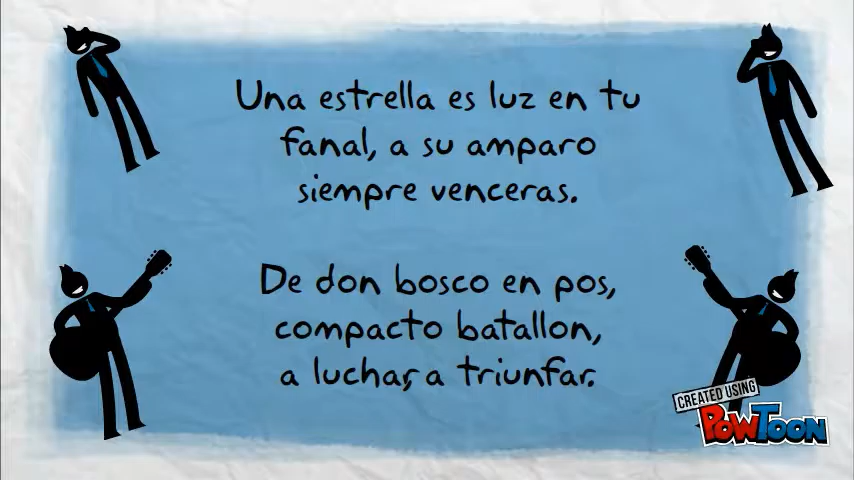 Una estrella es luz en tu
fanal, a su amparo
siempre venceras.
De don bosco en pos,
compacto batallon,
a luchar, a triunfar.
CREATED USING
POWTOON